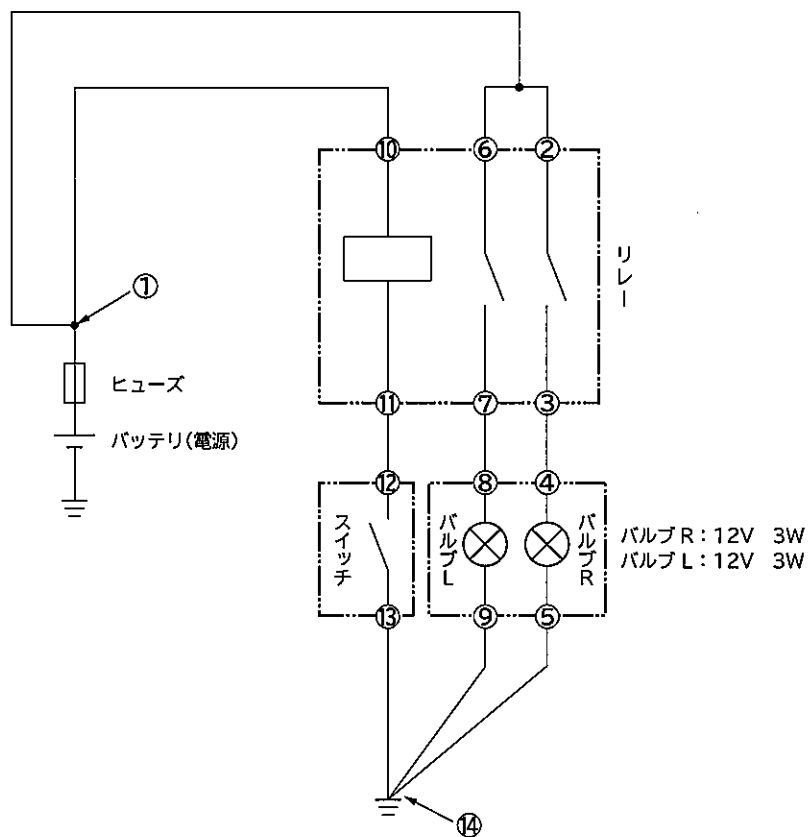 ⑩
⑥
②
リレー
①
ヒューズ
⑪
⑦
③
バッテリ(電源)
⑫
⑧
④
スイッチ
バルブL
バルブR
バルブR:12V 3W
バルブL:12V 3W
⑬
⑨
⑤
⑭